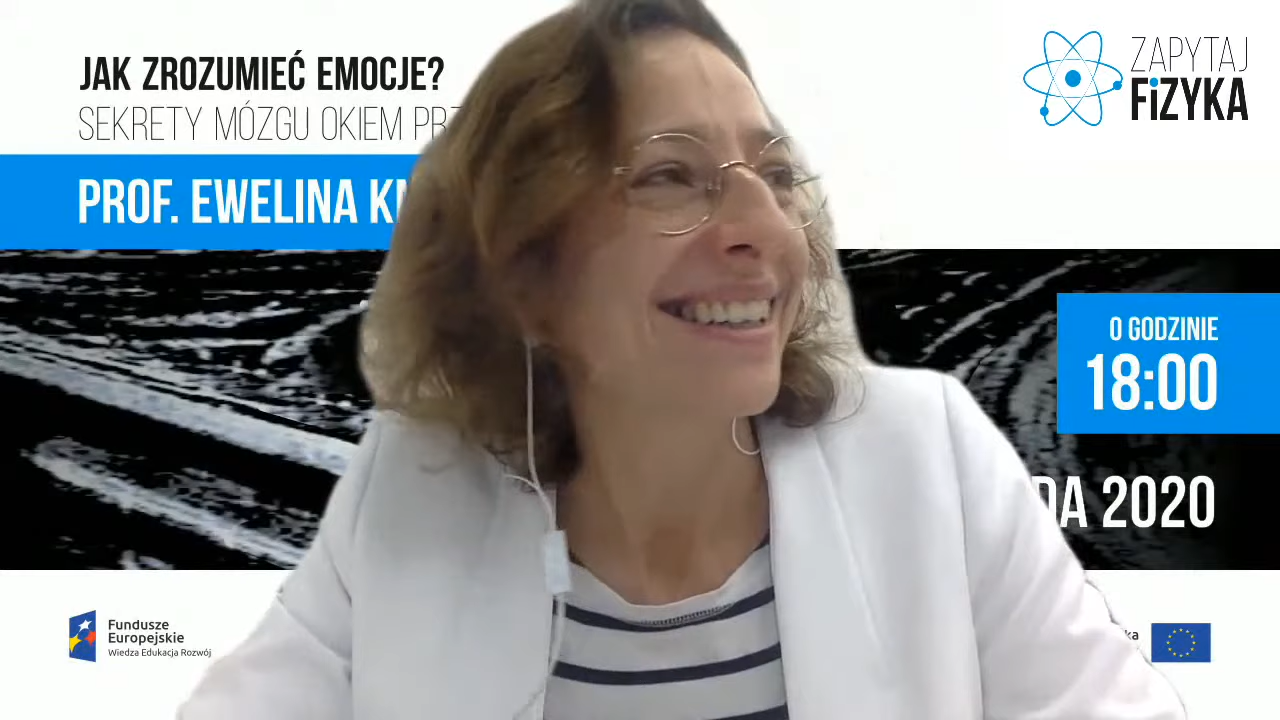 JAK ZROZUMIEĆ EMOCJE?
SEKRETY MÓZGU OKIEM
PROF. EWELINA
ZAPYTAJ
FiZYKA
O GODZINIE
18:00
2020
Fundusze
Europejskie
Wiedza Edukacja Rozwój